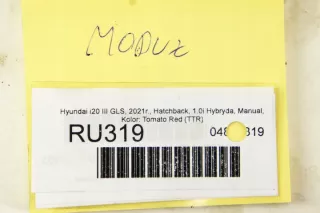 MODUŁ
Hyundai i20 III GLS, 2021r., Hatchback, 1.0i Hybryda, Manual,
Kolor: Tomato Red (TTR)
RU319